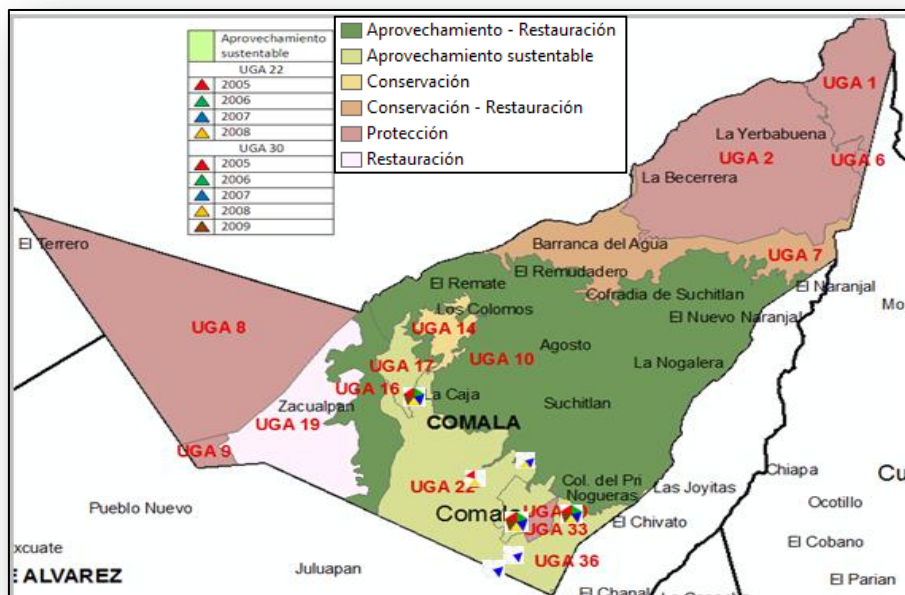 Aprovechamiento
sustentable
UGA 22
2005
2006
2007
2008
UGA 30
2005
2006
2007
2008
2009
Aprovechamiento - Restauración
Aprovechamiento sustentable
Conservación
Conservación - Restauración
Protección
Restauración
UGA 1
La Yerbabuena
UGA 2
UGA 6
La Becerrera
El Terrero
Barranca del Agua
UGA 7
El Remudadero
El Remate
Cofradia de Suchitlan
El Naranjal
Los Colomos
El Nuevo Naranjal
UGA 8
UGA 14
Agosto
UGA 10
La Nogalera
UGA 17
UGA 16
La Caja
Zacualpan
Suchitlan
UGA 19
COMALA
UGA 9
Chiapa
UGA 22
Col. del Pri
Las Joyitas
Nogueras
Ocotillo
Pueblo Nuevo
El Chivato
UGA 33
El Cobano
UGA 36
Juluapan
ALVAREZ
El Parian
El Chanal